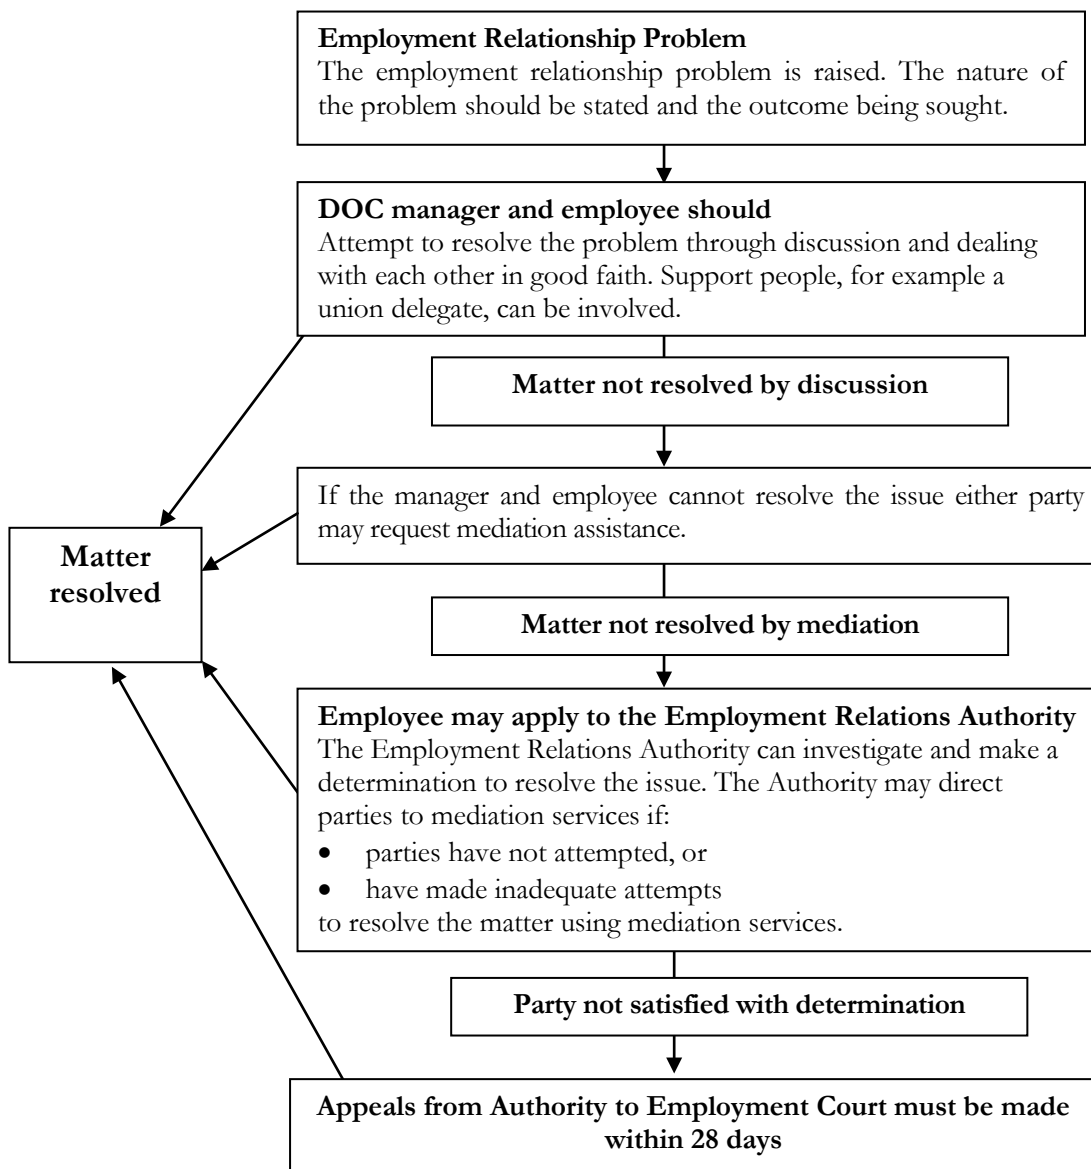 Employment Relationship Problem
The employment relationship problem is raised. The nature of
the problem should be stated and the outcome being sought.
DOC manager and employee should
Attempt to resolve the problem through discussion and dealing
with each other in good faith. Support people, for example a
union delegate, can be involved.
Matter not resolved by discussion
If the manager and employee cannot resolve the issue either party
may request mediation assistance.
Matter
resolved
Matter not resolved by mediation
Employee may apply to the Employment Relations Authority
The Employment Relations Authority can investigate and make a
determination to resolve the issue. The Authority may direct
parties to mediation services if:
• parties have not attempted, or
• have made inadequate attempts
to resolve the matter using mediation services.
Party not satisfied with determination
Appeals from Authority to Employment Court must be made
within 28 days